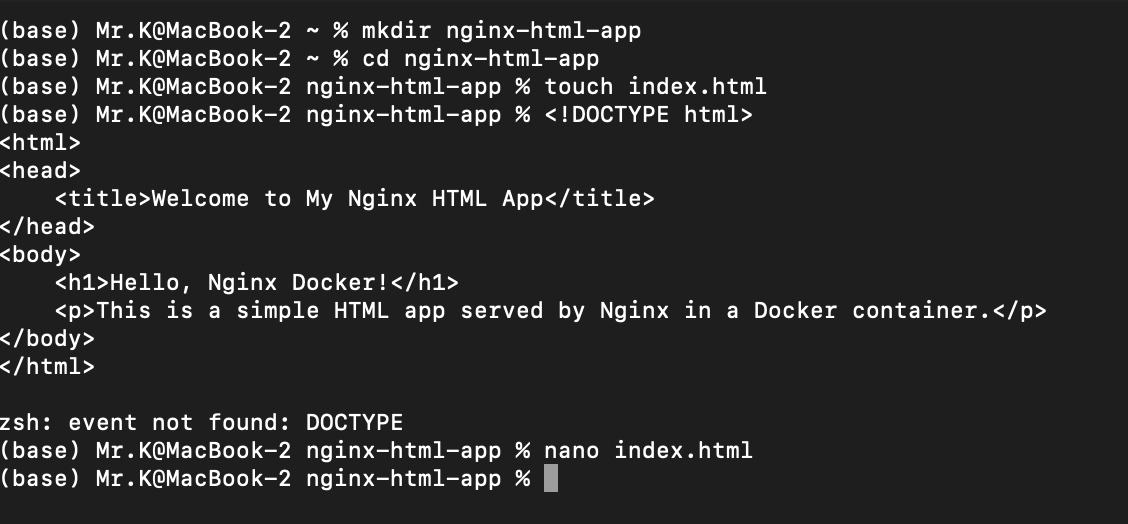 (base) Mr.K@MacBook-2 ~ % mkdir nginx-html-app
(base) Mr.K@MacBook-2 ~ % cd nginx-html-app
(base) Mr.K@MacBook-2 nginx-html-app % touch index.html
(base) Mr.K@MacBook-2 nginx-html-app % <!DOCTYPE html>
<html>
<head>
    <title>Welcome to My Nginx HTML App</title>
</head>
<body>
    <h1>Hello, Nginx Docker!</h1>
    <p>This is a simple HTML app served by Nginx in a Docker container.</p>
</body>
</html>

zsh: event not found: DOCTYPE
(base) Mr.K@MacBook-2 nginx-html-app % nano index.html
(base) Mr.K@MacBook-2 nginx-html-app %